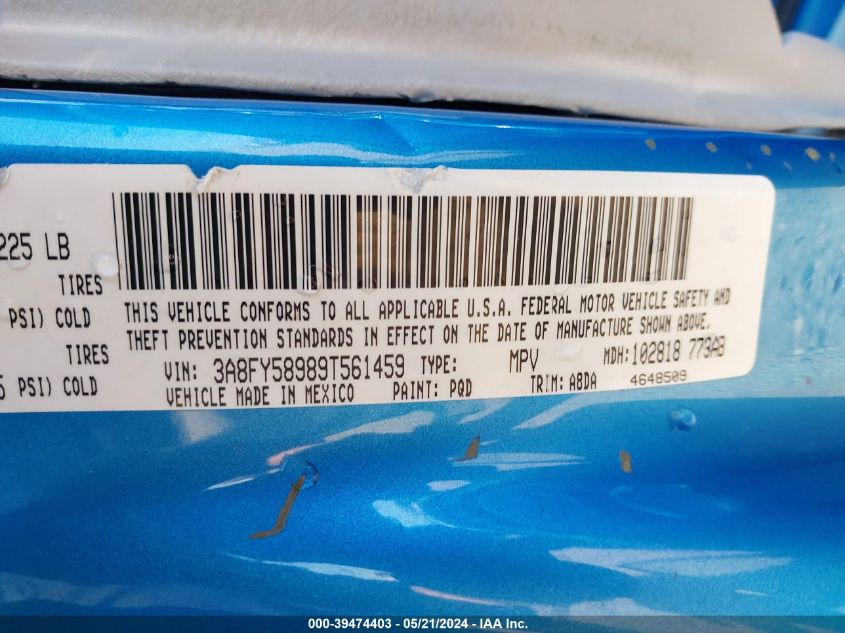 225 LB
TIRES
PSI) COLD
TIRES
PSI) COLD
THIS VEHICLE CONFORMS TO ALL APPLICABLE U.S.A. FEDERAL MOTOR VEHICLE SAFETY AND
THEFT PREVENTION STANDARDS IN EFFECT ON THE DATE OF MANUFACTURE SHOWN ABOVE.
VIN: 3A8FY58989T561459 TYPE: MPV MDH: 102818 779AB
VEHICLE MADE IN MEXICO PAINT: PQD TRIM: A8DA 4648509
000-39474403 - 05/21/2024 - IAA Inc.